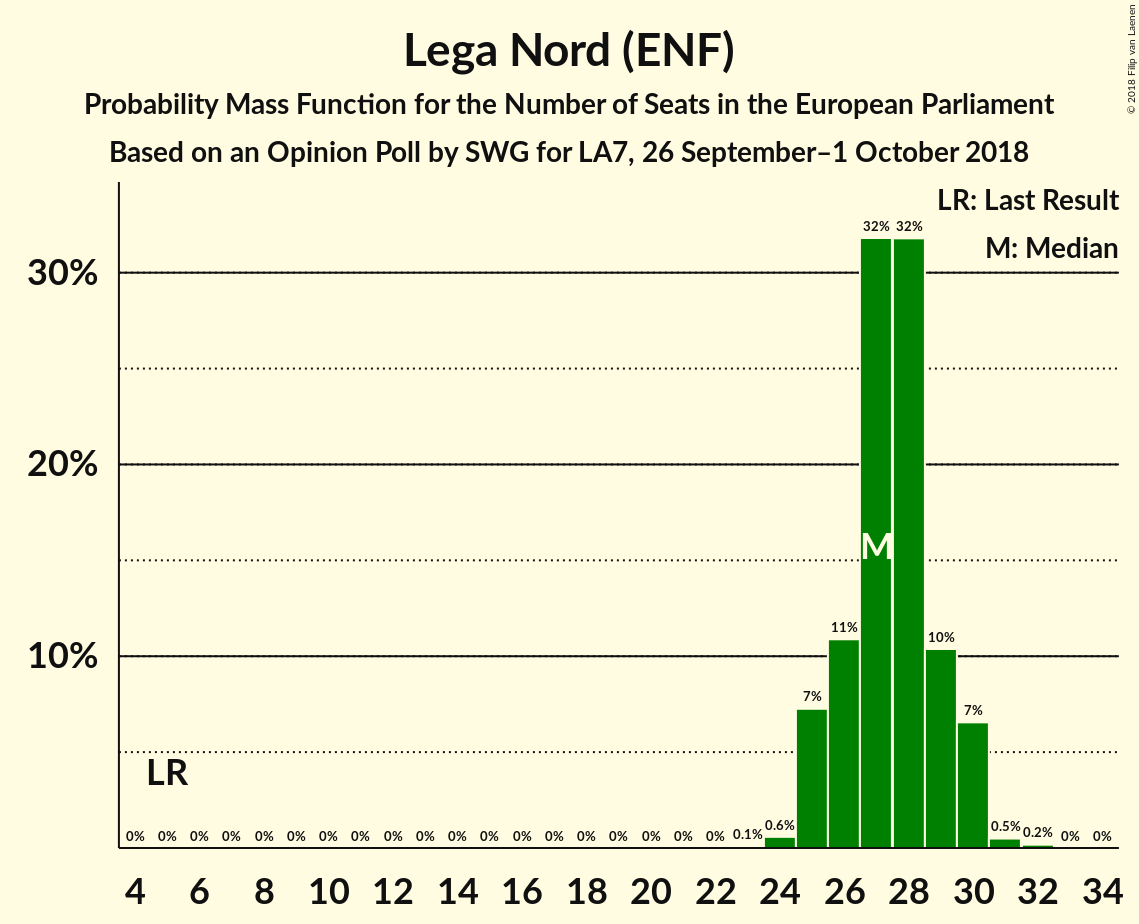 Lega Nord (ENF)
Probability Mass Function for the Number of Seats in the European Parliament
Based on an Opinion Poll by SWG for LA7, 26 September–1 October 2018
© 2018 Filip van Laenen
LR: Last Result
M: Median
32% 32%
30%
20%
M
11% 10%
10%
7% 7%
LR
0% 0% 0% 0% 0% 0% 0% 0% 0% 0% 0% 0% 0% 0% 0% 0% 0% 0% 0% 0.1% 0.6% 0.5% 0.2% 0% 0%
4 6 8 10 12 14 16 18 20 22 24 26 28 30 32 34